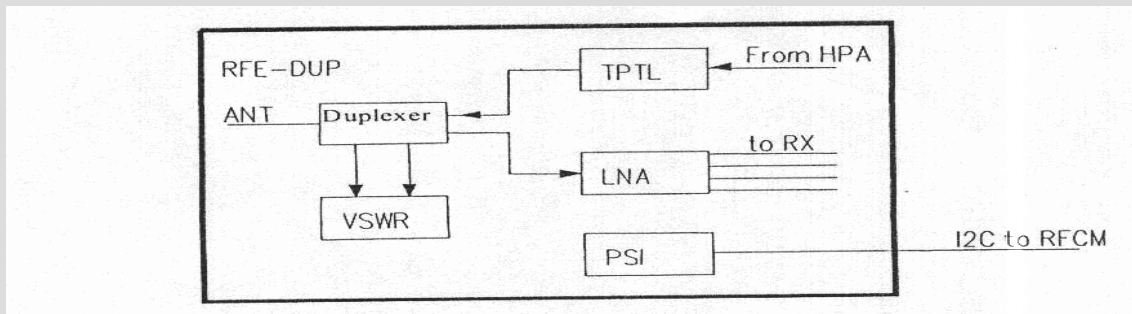 RFE-DUP
TPTL
From HPA
ANT
Duplexer
to RX
LNA
VSWR
PSI
I2C to RFCM